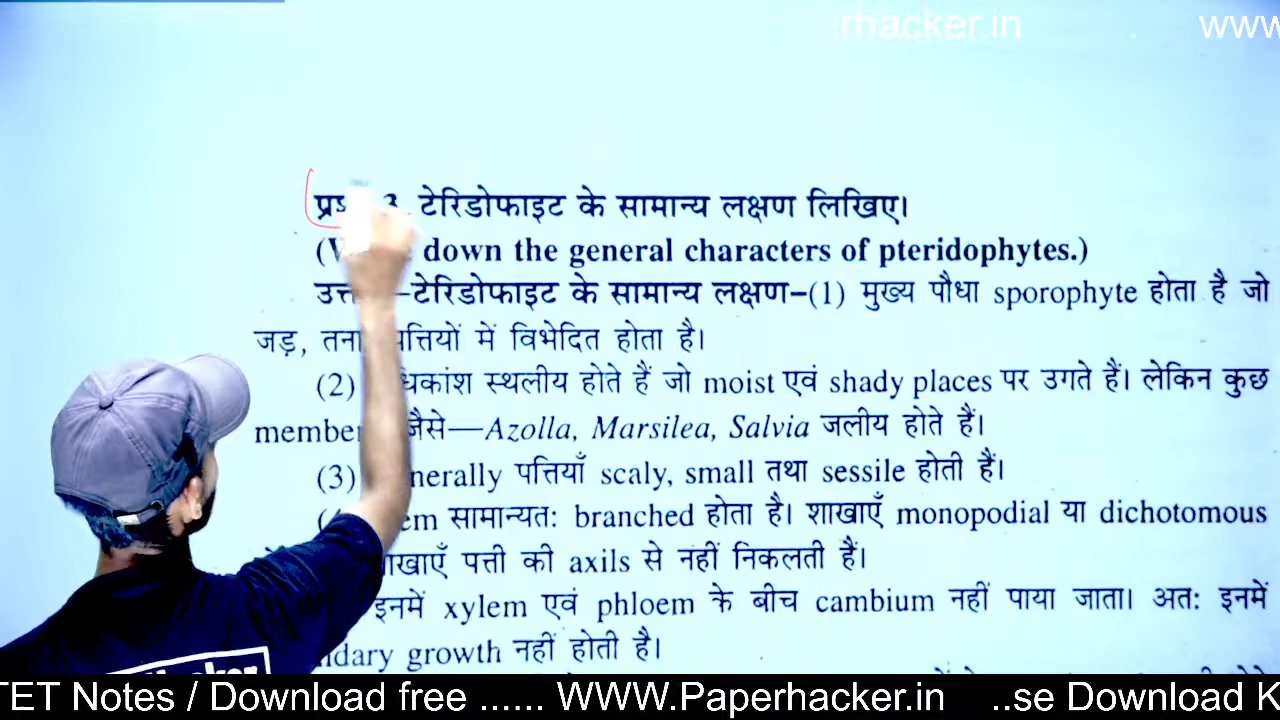 rhacker.in www
प्रश्न 3. टेरिडोफाइट के सामान्य लक्षण लिखिए।
down the general characters of pteridophytes.)
–टेरिडोफाइट के सामान्य लक्षण–(1) मुख्य पौधा sporophyte होता है जो
जड़, तना पत्तियों में विभेदित होता है।
(2) स्थलीय होते हैं जो moist एवं shady places पर उगते हैं। लेकिन कुछ
member जैसे—Azolla, Marsilea, Salvia जलीय होते हैं।
(3) nerally पत्तियाँ scaly, small तथा sessile होती हैं।
em सामान्यत: branched होता है। शाखाएँ monopodial या dichotomous
पत्ती की axils से नहीं निकलती हैं।
इनमें xylem एवं phloem के बीच cambium नहीं पाया जाता। अत: इनमें
ndary growth नहीं होती है।
TET Notes / Download free ...... WWW.Paperhacker.in ..se Download K